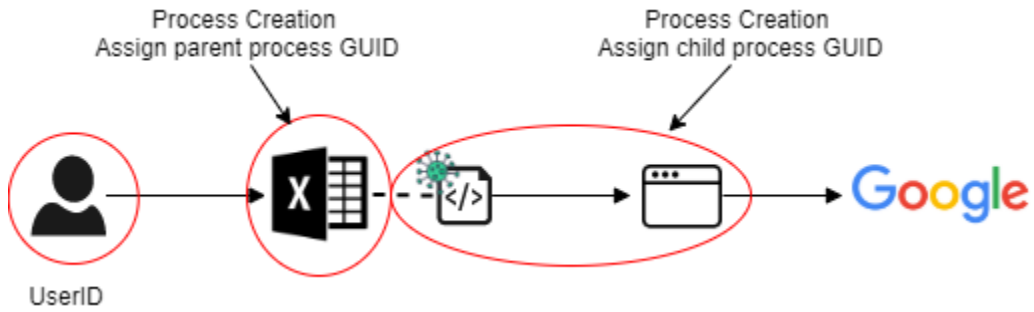 Process Creation
Assign parent process GUID
Process Creation
Assign child process GUID
X
</>
Google
UserID